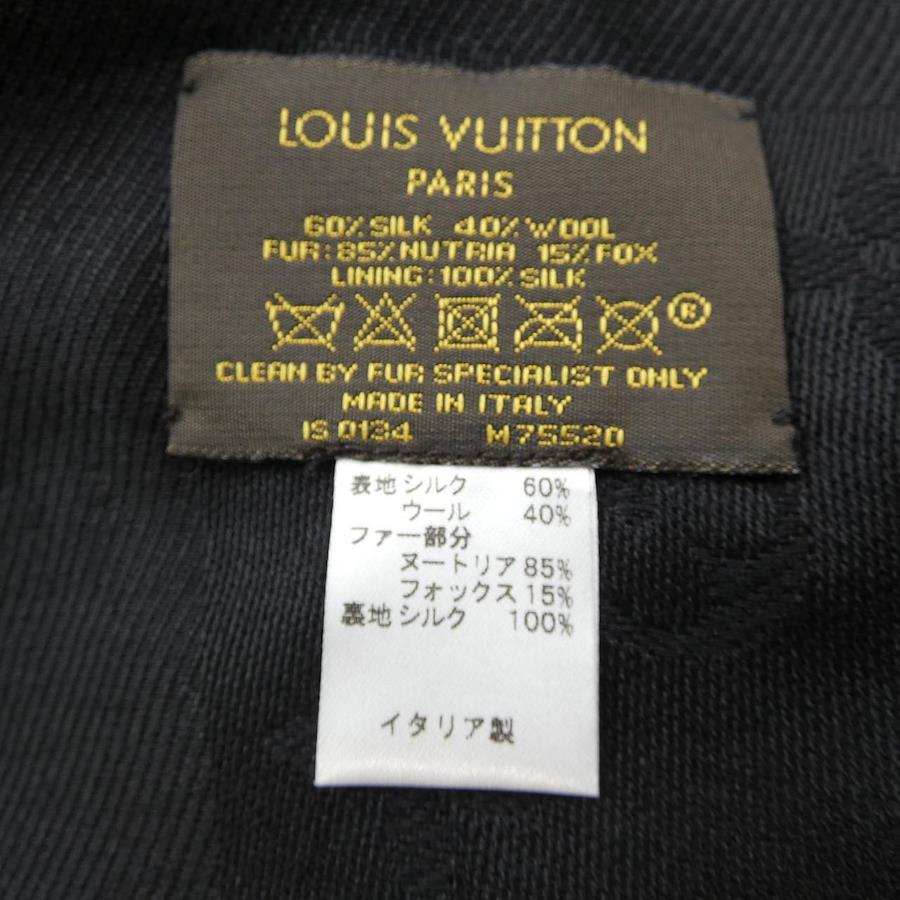 LOUIS VUITTON
PARIS
60% SILK 40% WOOL
FUR: 85% NUTRIA 15% FOX
LINING: 100% SILK
®
CLEAN BY FUR SPECIALIST ONLY
MADE IN ITALY
IS 0134 M75520
表地 シルク 60%
ウール 40%
ファー部分
ヌートリア 85%
フォックス 15%
裏地 シルク 100%
イタリア製